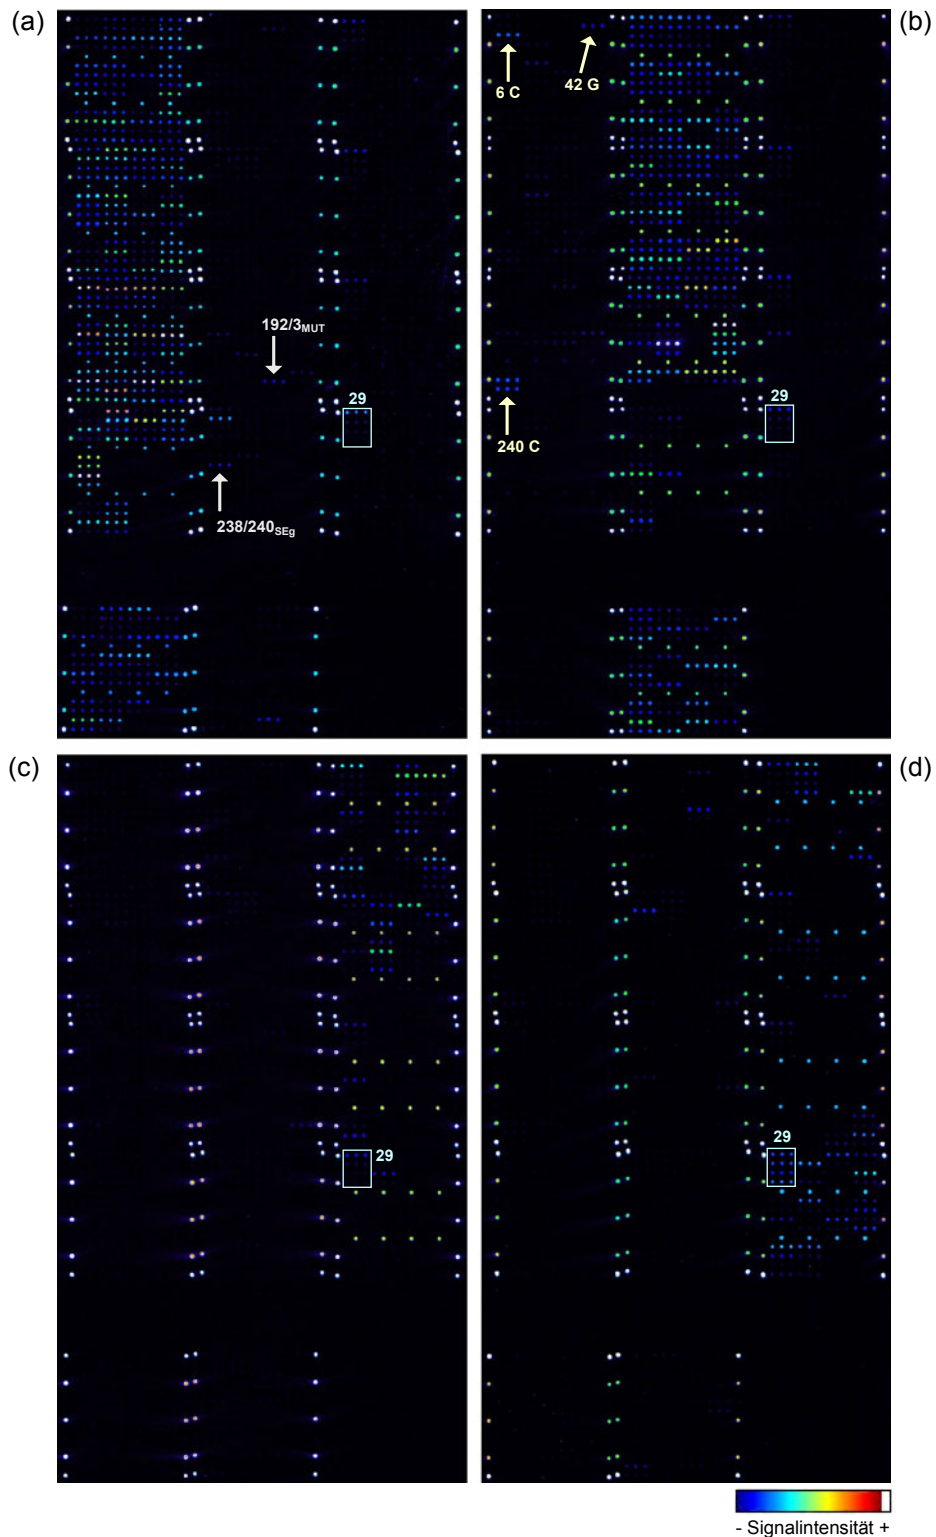 (a)
(b)
6 C
42 G
192/3MUT
29
238/240SEg
29
240 C
(c)
(d)
29
29
- Signalintensität +